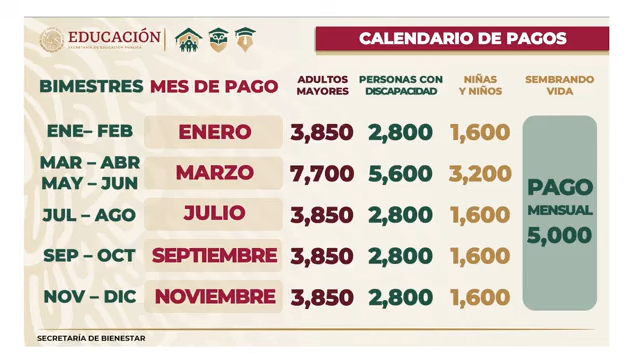 EDUCACIÓN
SECRETARÍA DE EDUCACIÓN PÚBLICA
CALENDARIO DE PAGOS
BIMESTRES MES DE PAGO ADULTOS MAYORES PERSONAS CON DISCAPACIDAD NIÑAS Y NIÑOS SEMBRANDO VIDA
ENE– FEB ENERO 3,850 2,800 1,600
MAR – ABR
MAY – JUN MARZO 7,700 5,600 3,200
JUL – AGO JULIO 3,850 2,800 1,600
SEP – OCT SEPTIEMBRE 3,850 2,800 1,600
NOV – DIC NOVIEMBRE 3,850 2,800 1,600
PAGO
MENSUAL
5,000
SECRETARÍA DE BIENESTAR